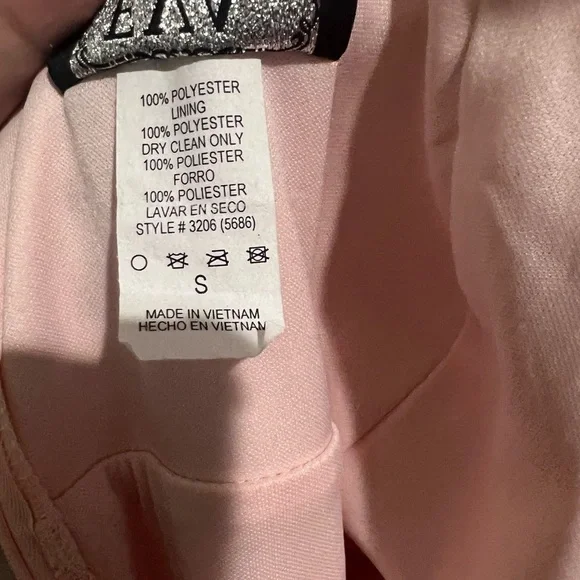 100% POLYESTER
LINING
100% POLYESTER
DRY CLEAN ONLY
100% POLIESTER
FORRO
100% POLIESTER
LAVAR EN SECO
STYLE # 3206 (5686)
S
MADE IN VIETNAM
HECHO EN VIETNAM